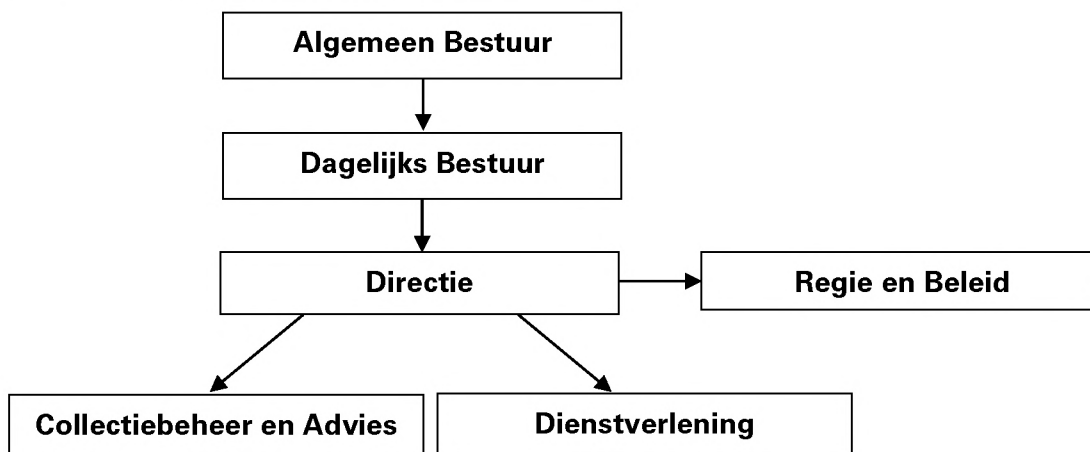 Algemeen Bestuur
Dagelijks Bestuur
Directie
Regie en Beleid
Collectiebeheer en Advies
Dienstverlening